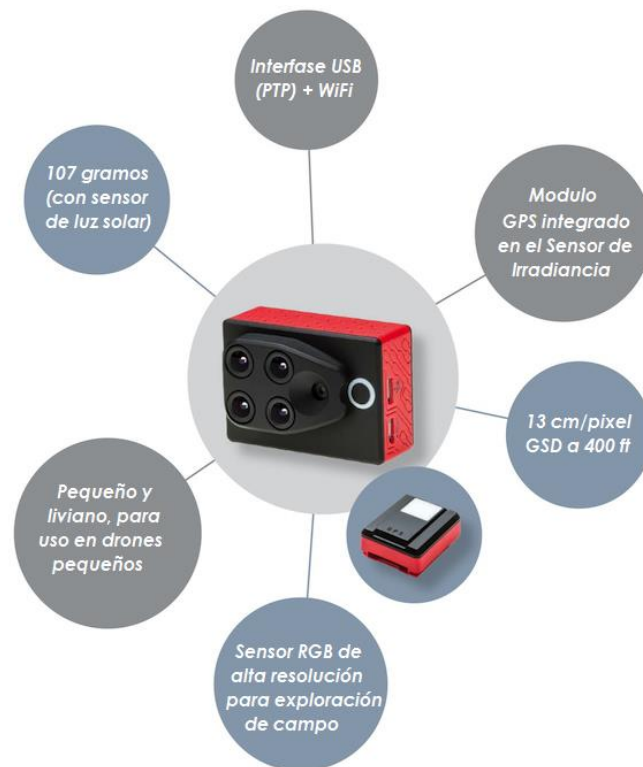 Interfase USB
(PTP) + WiFi
107 gramos
(con sensor
de luz solar)
Modulo
GPS integrado
en el Sensor de
Irradiancia
13 cm/pixel
GSD a 400 ft
Pequeño y
liviano, para
uso en drones
pequeños
Sensor RGB de
alta resolución
para exploración
de campo